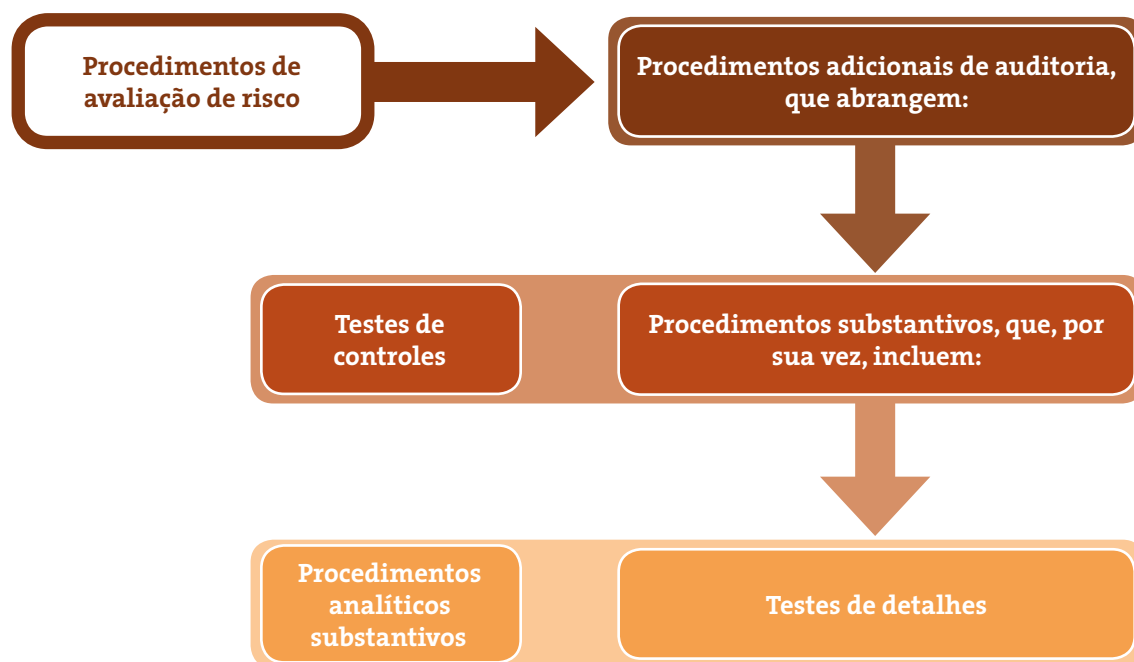 Procedimentos de
avaliação de risco
Procedimentos adicionais de auditoria,
que abrangem:
Testes de
controles
Procedimentos substantivos, que, por
sua vez, incluem:
Procedimentos
analíticos
substantivos
Testes de detalhes